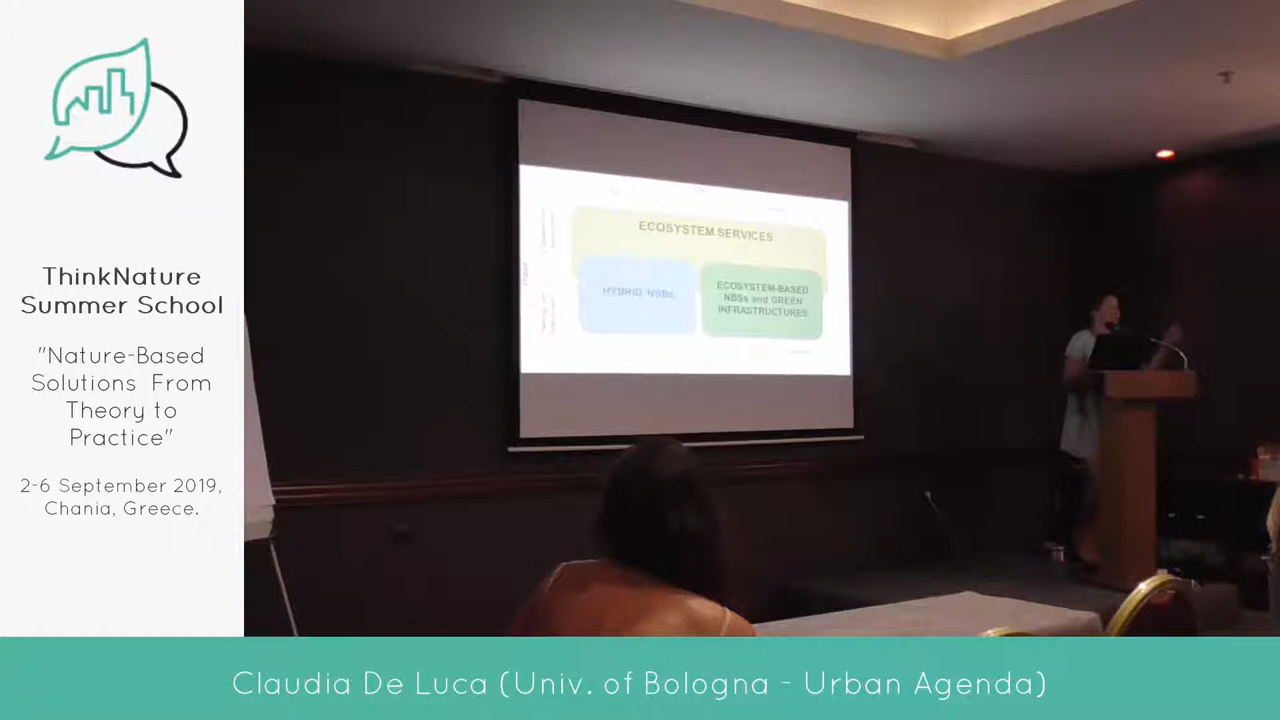 ThinkNature
Summer School
"Nature-Based
Solutions From
Theory to
Practice"
2-6 September 2019,
Chania, Greece.
ECOSYSTEM SERVICES
HYBRID NSBs
ECOSYSTEM-BASED
NBSs and GREEN
INFRASTRUCTURES
Claudia De Luca (Univ. of Bologna - Urban Agenda)